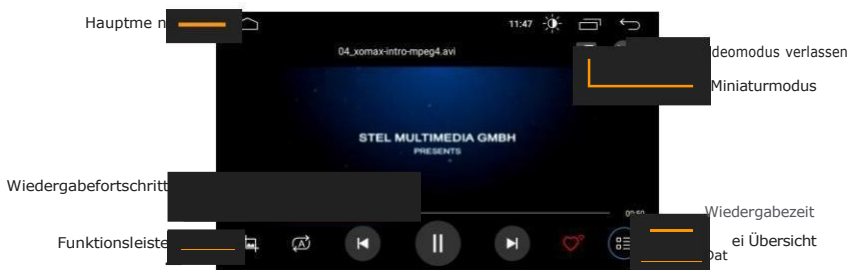 Hauptme n
11:47
04_xomax-intro-mpeg4.avi
deomodus verlassen
Miniaturmodus
STEL MULTIMEDIA GMBH
PRESENTS
Wiedergabefortschritt
00:50
Wiedergabezeit
Funktionsleiste
ei Übersicht
Dat